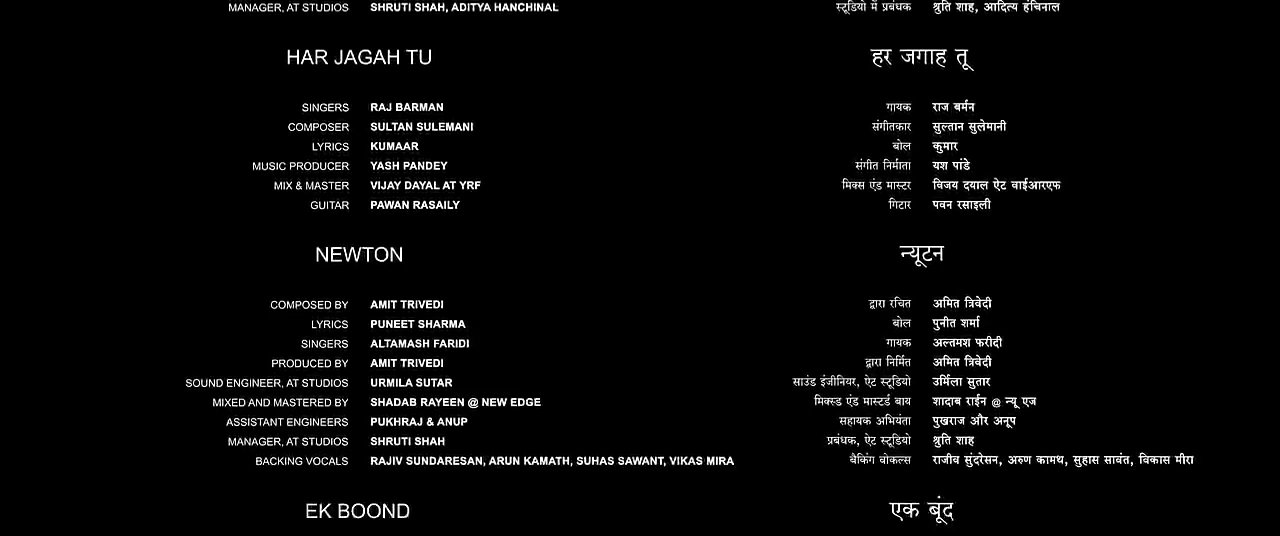 MANAGER, AT STUDIOS SHRUTI SHAH, ADITYA HANCHINAL स्टूडियो में प्रबंधक श्रुति शाह, आदित्य हंचिनाल
HAR JAGAH TU हर जगाह तू
SINGERS RAJ BARMAN गायक राज बर्मन
COMPOSER SULTAN SULEMANI संगीतकार सुल्तान सुलेमानी
LYRICS KUMAAR बोल कुमार
MUSIC PRODUCER YASH PANDEY संगीत निर्माता यश पांडे
MIX & MASTER VIJAY DAYAL AT YRF मिक्स एंड मास्टर विजय दयाल ऐट वाईआरएफ
GUITAR PAWAN RASAILY गिटार पवन रसाइली
NEWTON न्यूटन
COMPOSED BY AMIT TRIVEDI द्वारा रचित अमित त्रिवेदी
LYRICS PUNEET SHARMA बोल पुनीत शर्मा
SINGERS ALTAMASH FARIDI गायक अल्तमश फरीदी
PRODUCED BY AMIT TRIVEDI द्वारा निर्मित अमित त्रिवेदी
SOUND ENGINEER, AT STUDIOS URMILA SUTAR साउंड इंजीनियर, ऐट स्टूडियो उर्मिला सुतार
MIXED AND MASTERED BY SHADAB RAYEEN @ NEW EDGE मिक्स्ड एंड मास्टर्ड बाय शादाब राईन @ न्यू एज
ASSISTANT ENGINEERS PUKHRAJ & ANUP सहायक अभियंता पुखराज और अनूप
MANAGER, AT STUDIOS SHRUTI SHAH प्रबंधक, ऐट स्टूडियो श्रुति शाह
BACKING VOCALS RAJIV SUNDARESAN, ARUN KAMATH, SUHAS SAWANT, VIKAS MIRA बैकिंग वोकल्स राजीव सुंदरेसन, अरुण कामथ, सुहास सावंत, विकास मीरा
EK BOOND एक बूंद